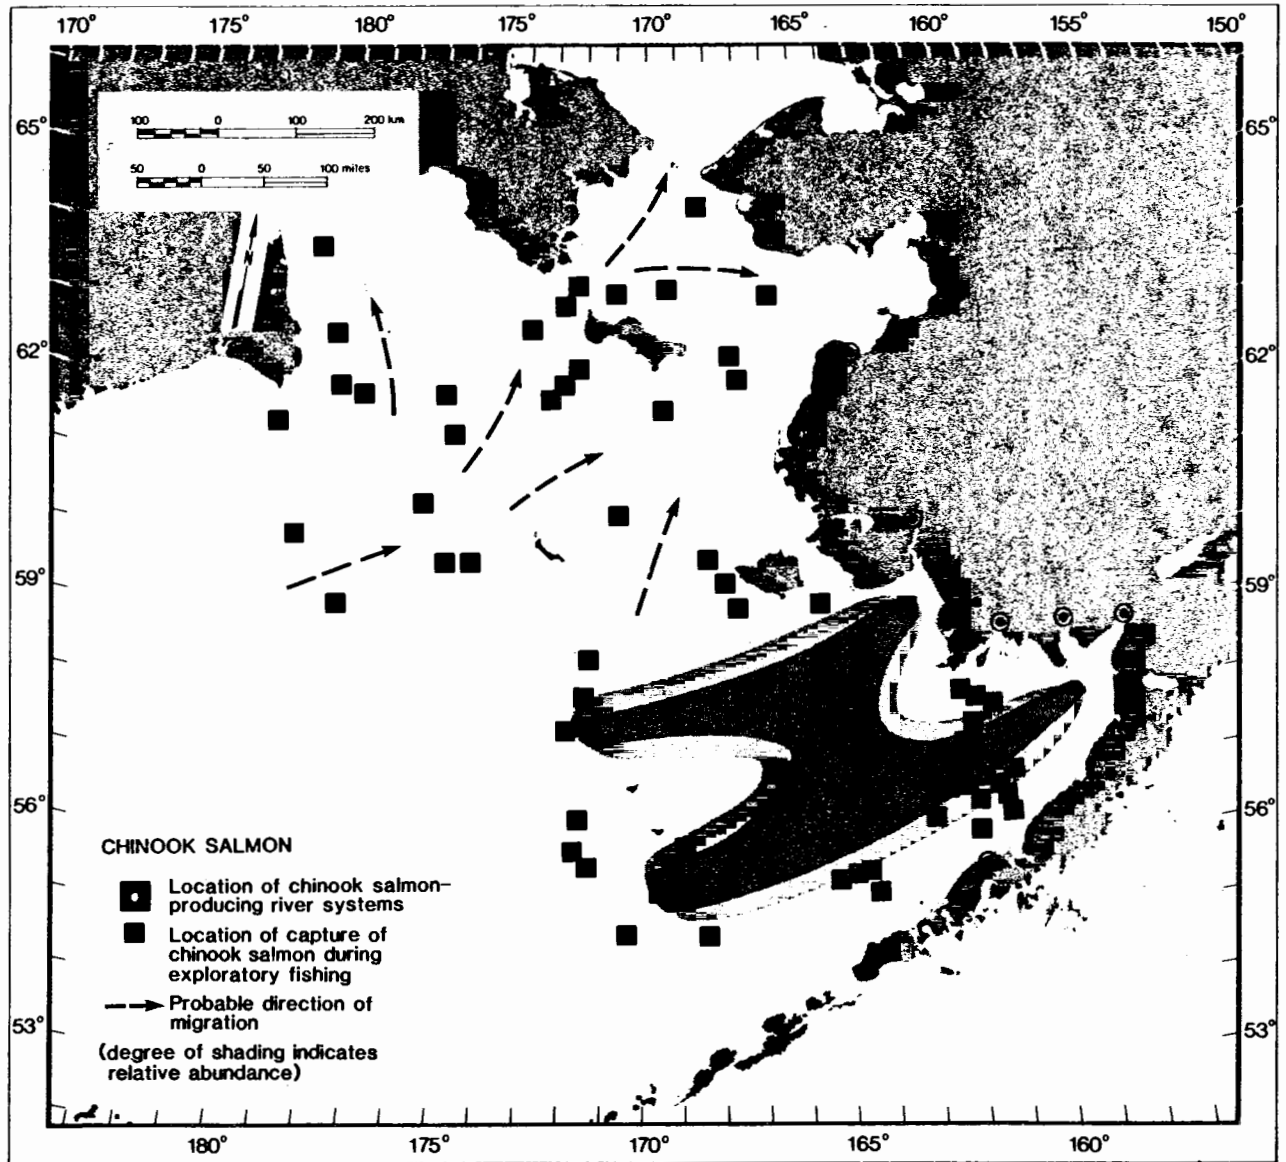 170° 175° 180° 175° 170° 165° 160° 155° 150°
100 0 100 200 km
65° 65°
50 0 50 100 miles
N
62° 62°
59° 59°
C C C
56° 56°
CHINOOK SALMON
Location of chinook salmon–
producing river systems
Location of capture of
chinook salmon during
exploratory fishing
Probable direction of
migration
53° 53°
(degree of shading indicates
relative abundance)
180° 175° 170° 165° 160°